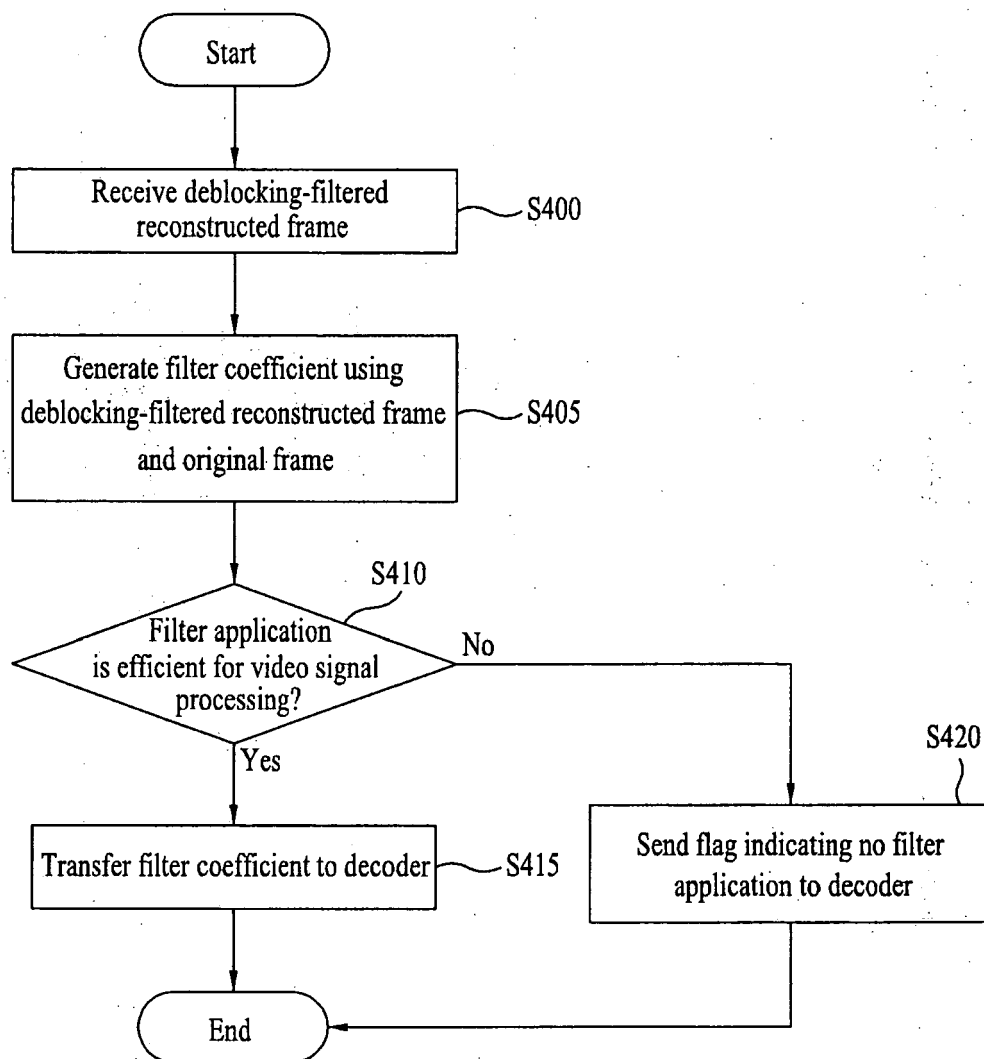 Start
Receive deblocking-filtered
reconstructed frame
S400
Generate filter coefficient using
deblocking-filtered reconstructed frame
and original frame
S405
S410
Filter application
is efficient for video signal
processing?
No
Yes
S420
Transfer filter coefficient to decoder
S415
Send flag indicating no filter
application to decoder
End